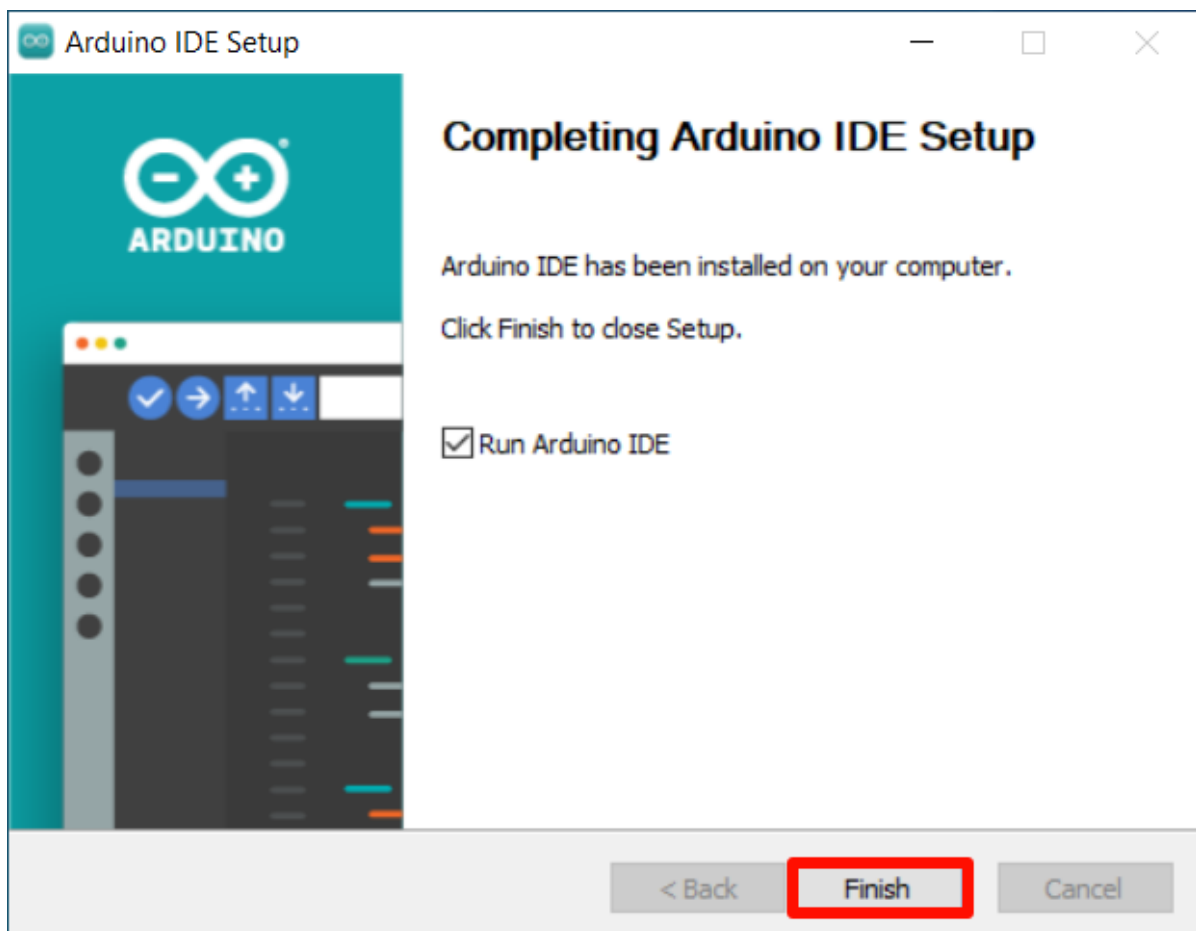 Arduino IDE Setup
ARDUINO
Completing Arduino IDE Setup
Arduino IDE has been installed on your computer.
Click Finish to close Setup.
Run Arduino IDE
< Back
Finish
Cancel